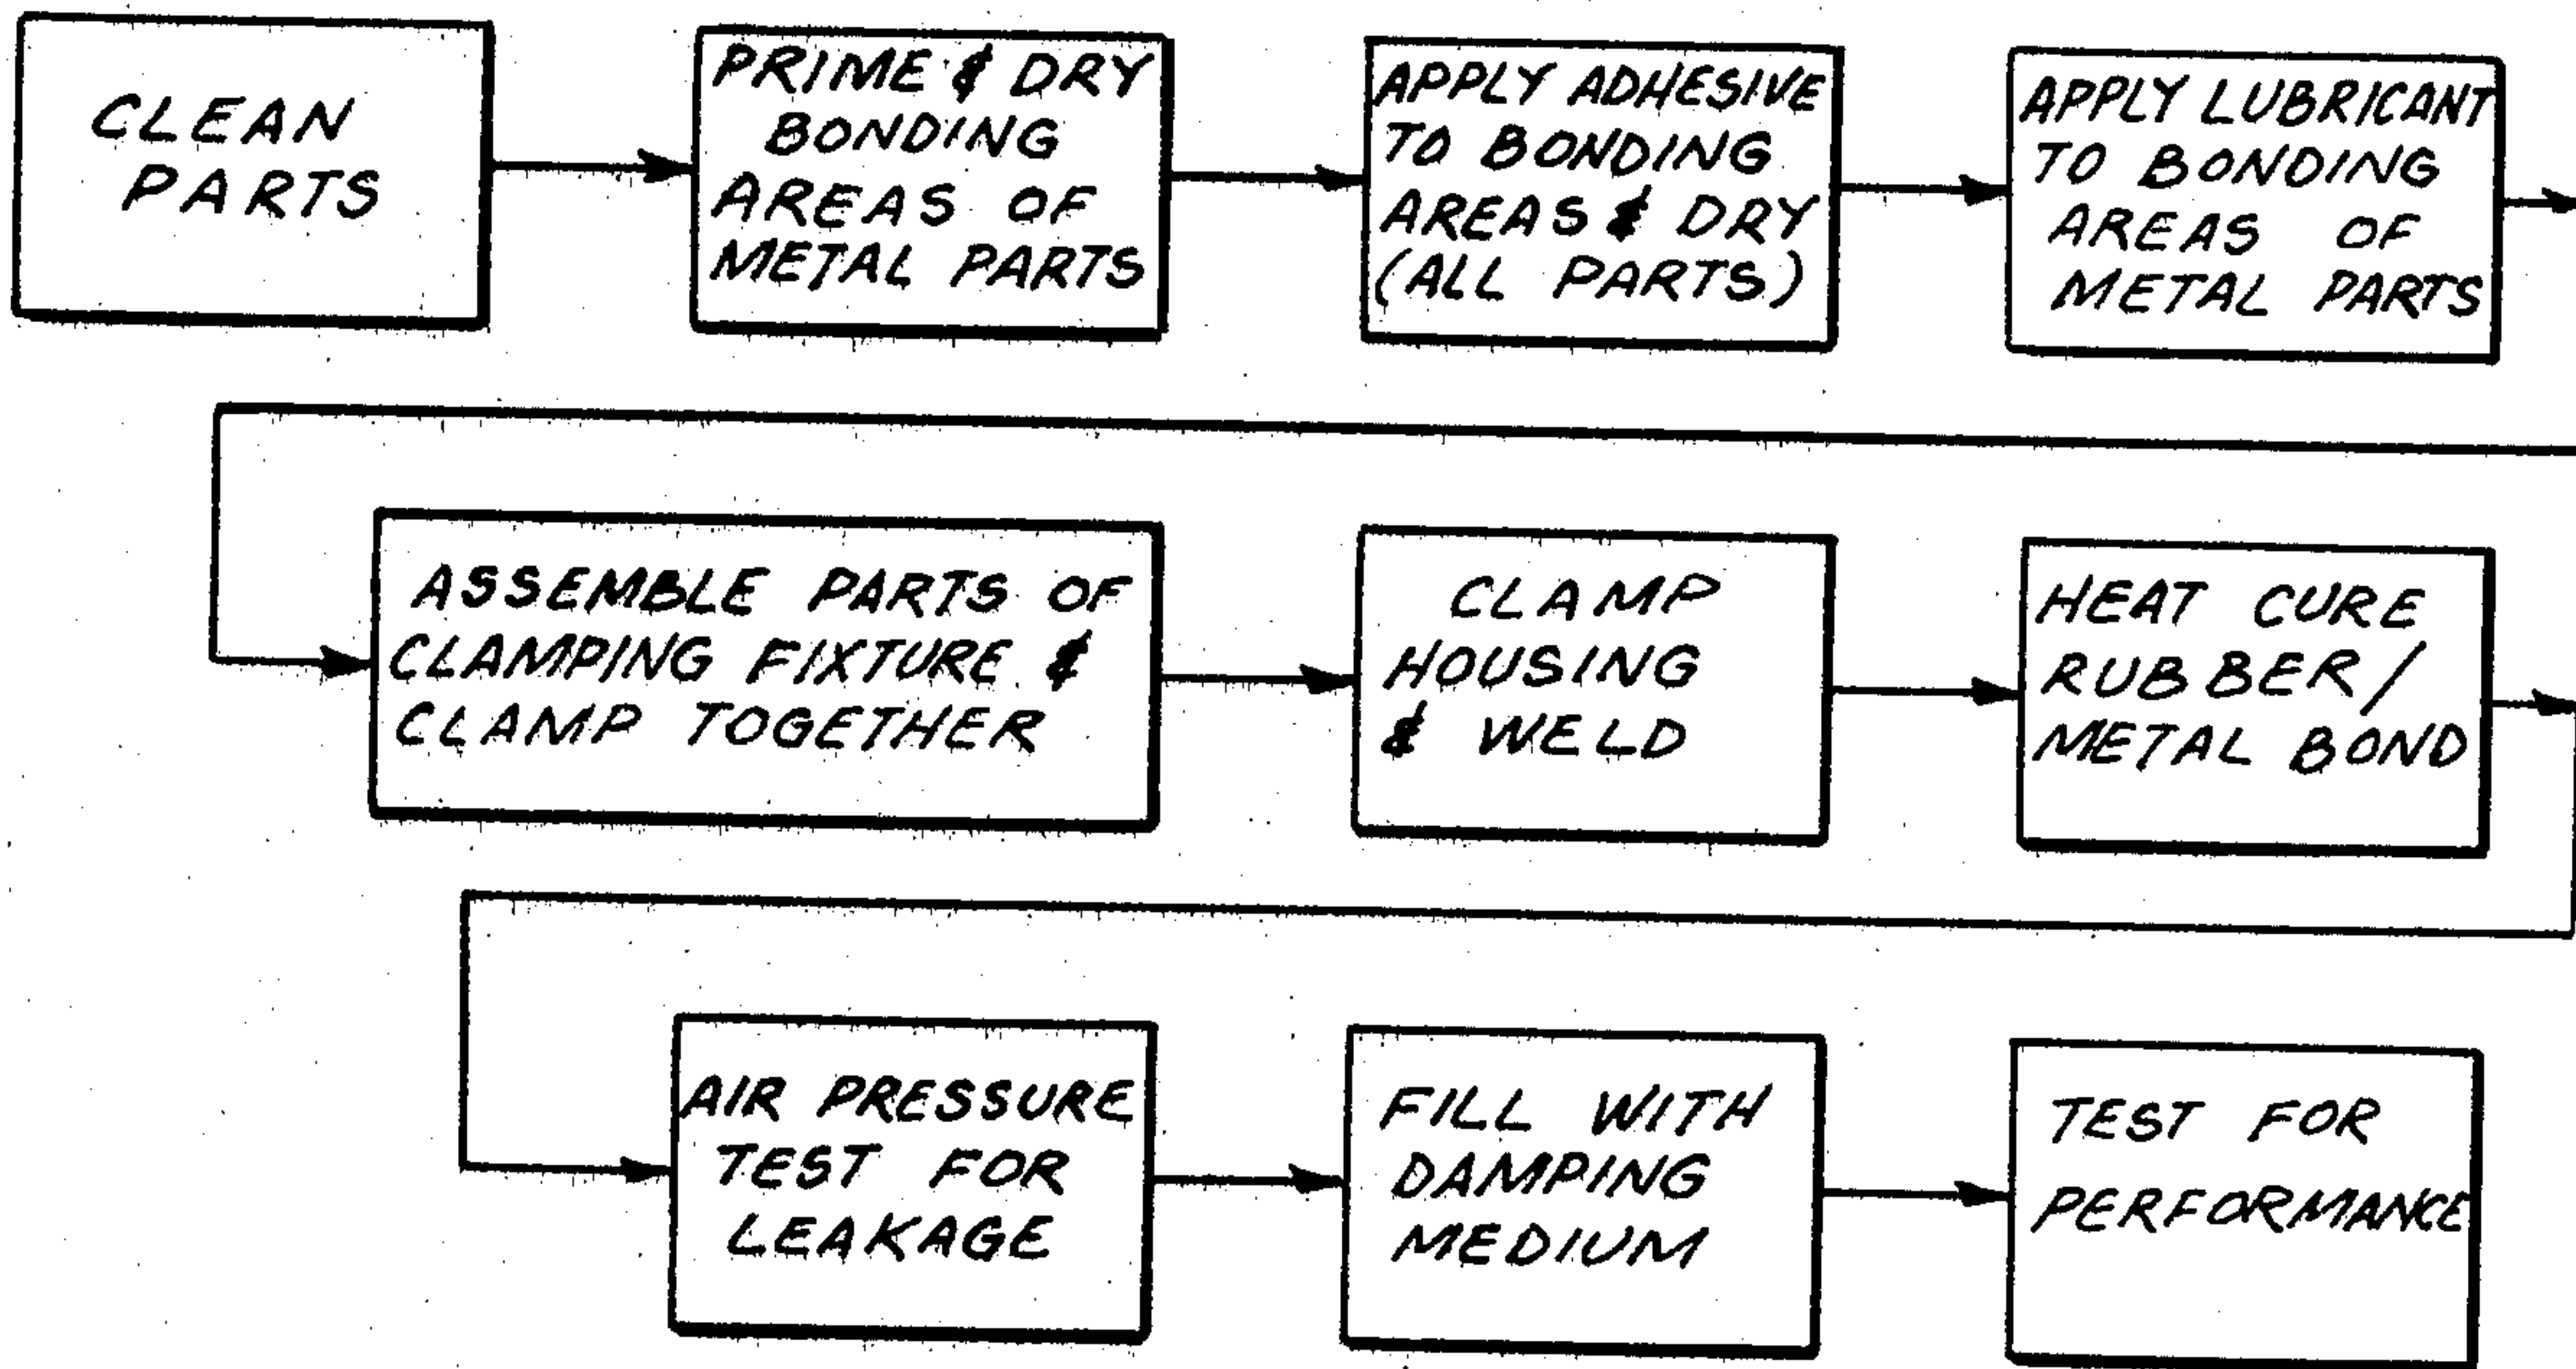 CLEAN
PARTS
PRIME & DRY
BONDING
AREAS OF
METAL PARTS
APPLY ADHESIVE
TO BONDING
AREAS & DRY
(ALL PARTS)
APPLY LUBRICANT
TO BONDING
AREAS OF
METAL PARTS
ASSEMBLE PARTS OF
CLAMPING FIXTURE &
CLAMP TOGETHER
CLAMP
HOUSING
& WELD
HEAT CURE
RUBBER/
METAL BOND
AIR PRESSURE
TEST FOR
LEAKAGE
FILL WITH
DAMPING
MEDIUM
TEST FOR
PERFORMANCE